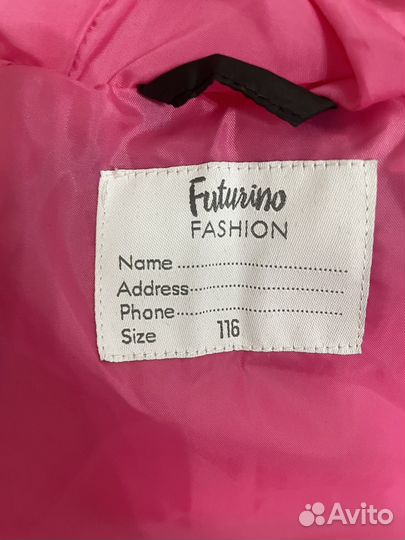 Futurino
FASHION
Name..............................
Address..........................
Phone............................
Size 116
Avito